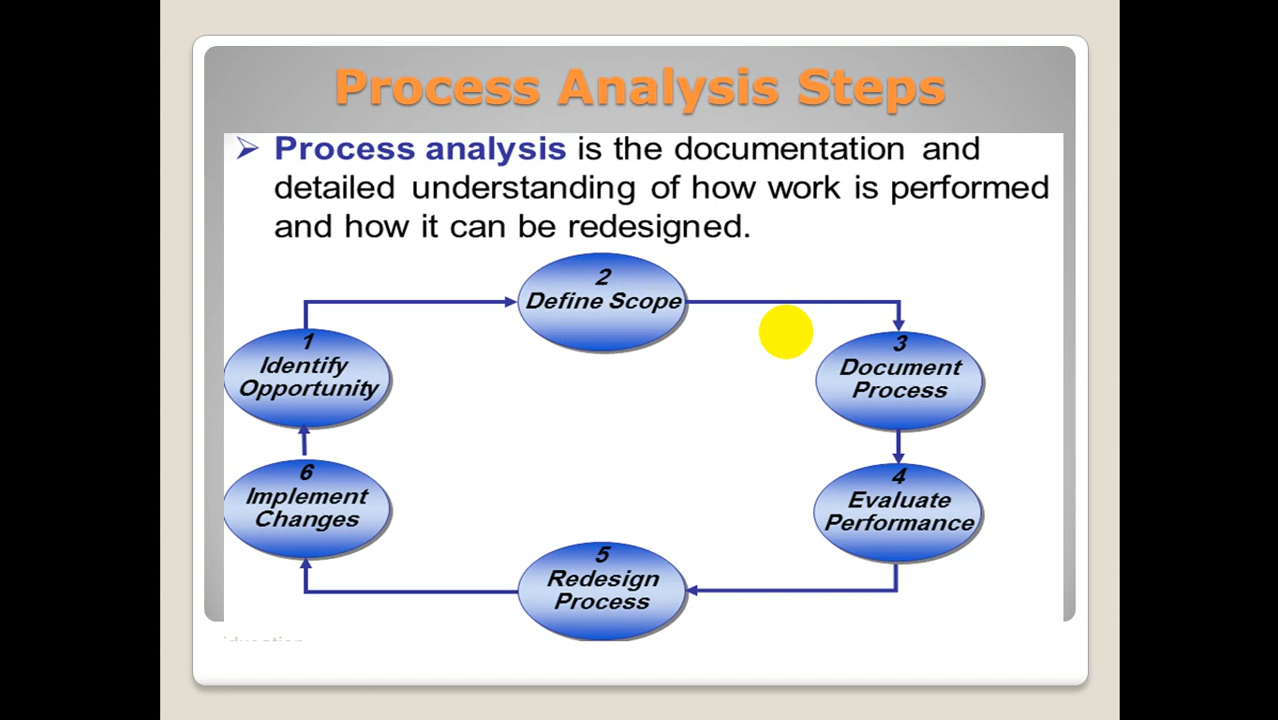 Process Analysis Steps
➢ Process analysis is the documentation and
detailed understanding of how work is performed
and how it can be redesigned.
2
Define Scope
1
Identify
Opportunity
3
Document
Process
6
Implement
Changes
4
Evaluate
Performance
5
Redesign
Process